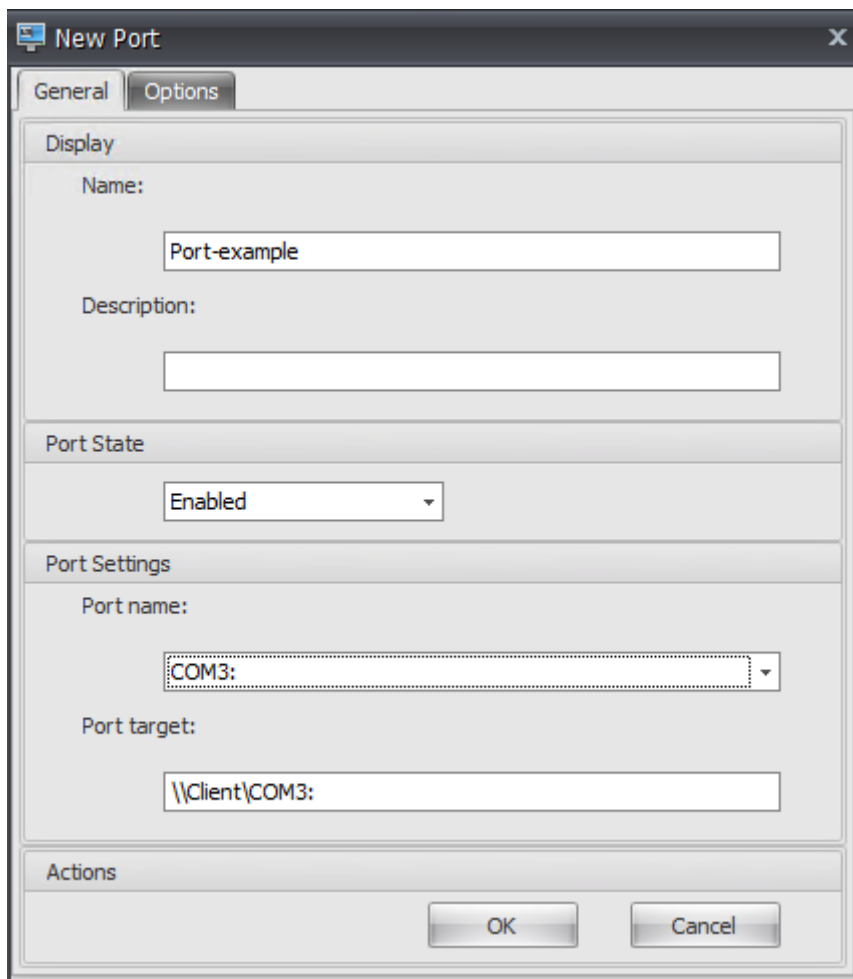 New Port
General Options
Display
Name:
Port-example
Description:
Port State
Enabled
Port Settings
Port name:
COM3:
Port target:
\\Client\COM3:
Actions
OK Cancel